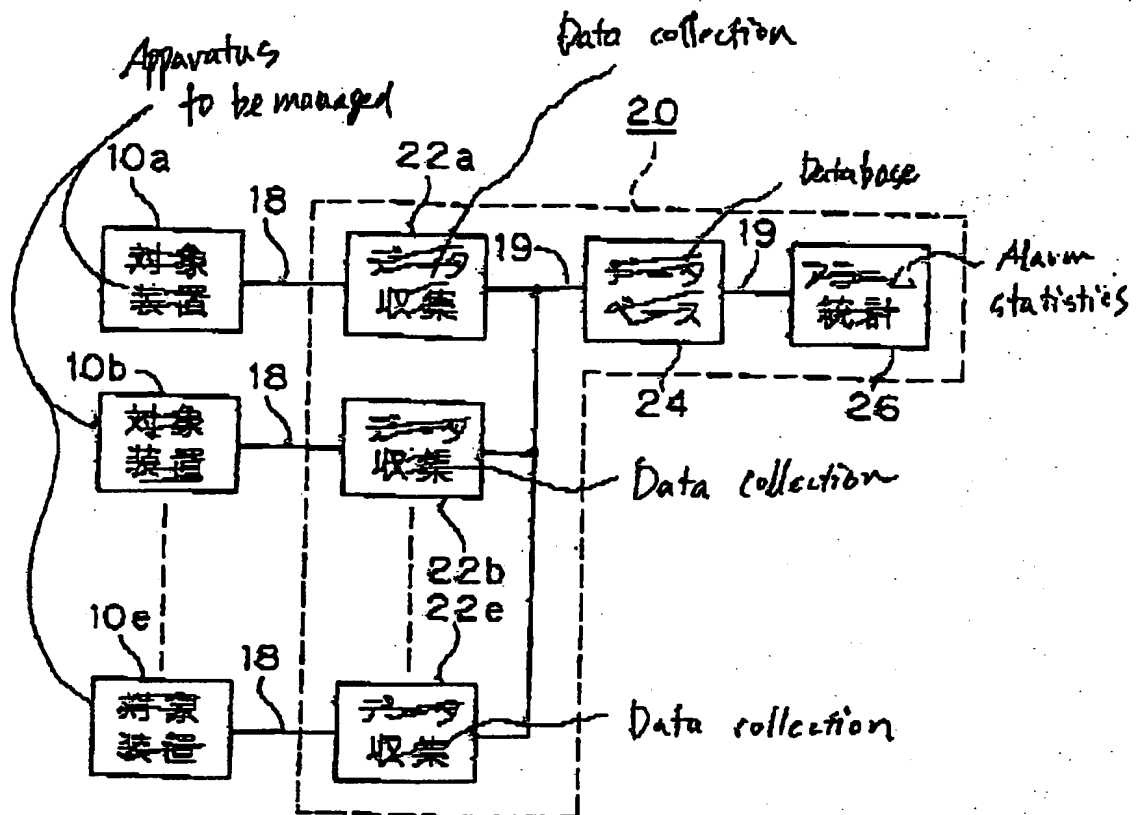 Data collection
Apparatus
to be managed
20
10a
22a
Database
18
19
19
対象
装置
データ
収集
データ
ベース
アラーム
統計
Alarm
statistics
10b
18
24
26
対象
装置
データ
収集
Data collection
22b
22e
10e
18
対象
装置
データ
収集
Data collection